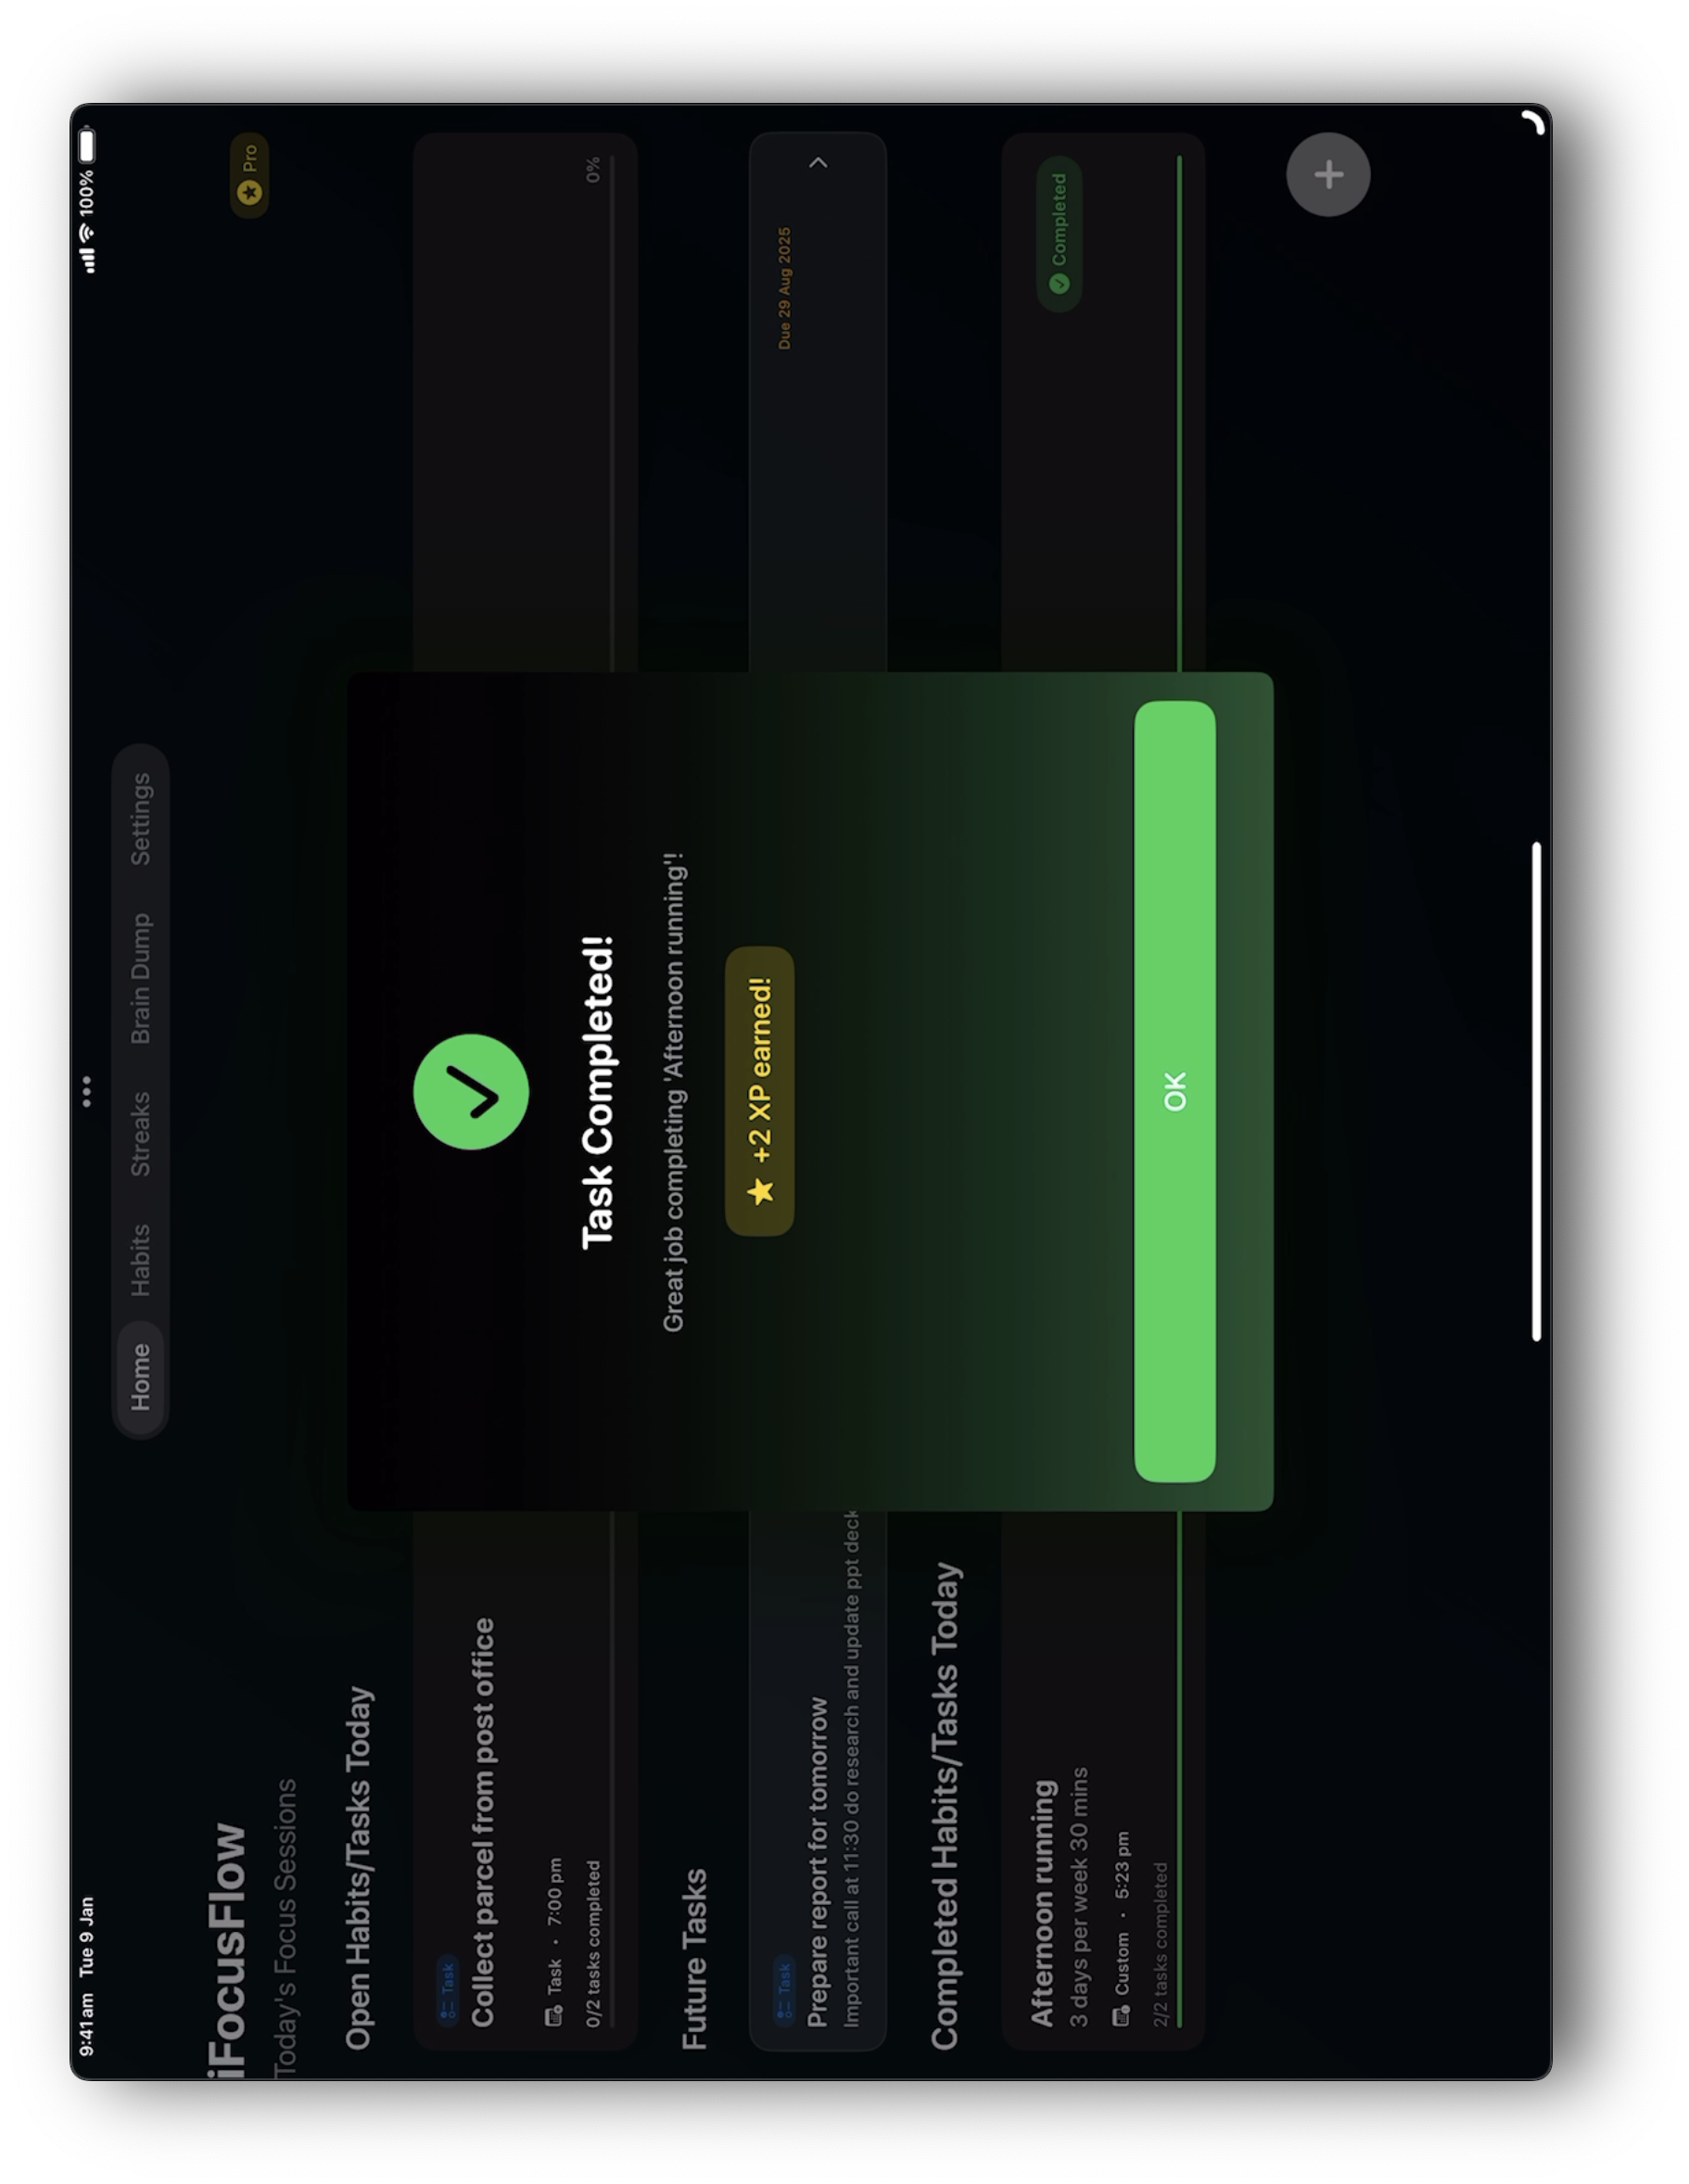 9:41 am Tue 9 Jan
100%
Home Habits Streaks Brain Dump Settings
iFocusFlow
Pro
Today's Focus Sessions
Open Habits/Tasks Today
Task
Collect parcel from post office
Task • 7:00 pm
0/2 tasks completed
0%
Future Tasks
Task
Due 29 Aug 2025
Prepare report for tomorrow
Important call at 11:30 do research and update ppt deck
Completed Habits/Tasks Today
Afternoon running
Completed
3 days per week 30 mins
Custom • 5:23 pm
2/2 tasks completed
Task Completed!
Great job completing 'Afternoon running'!
+2 XP earned!
OK